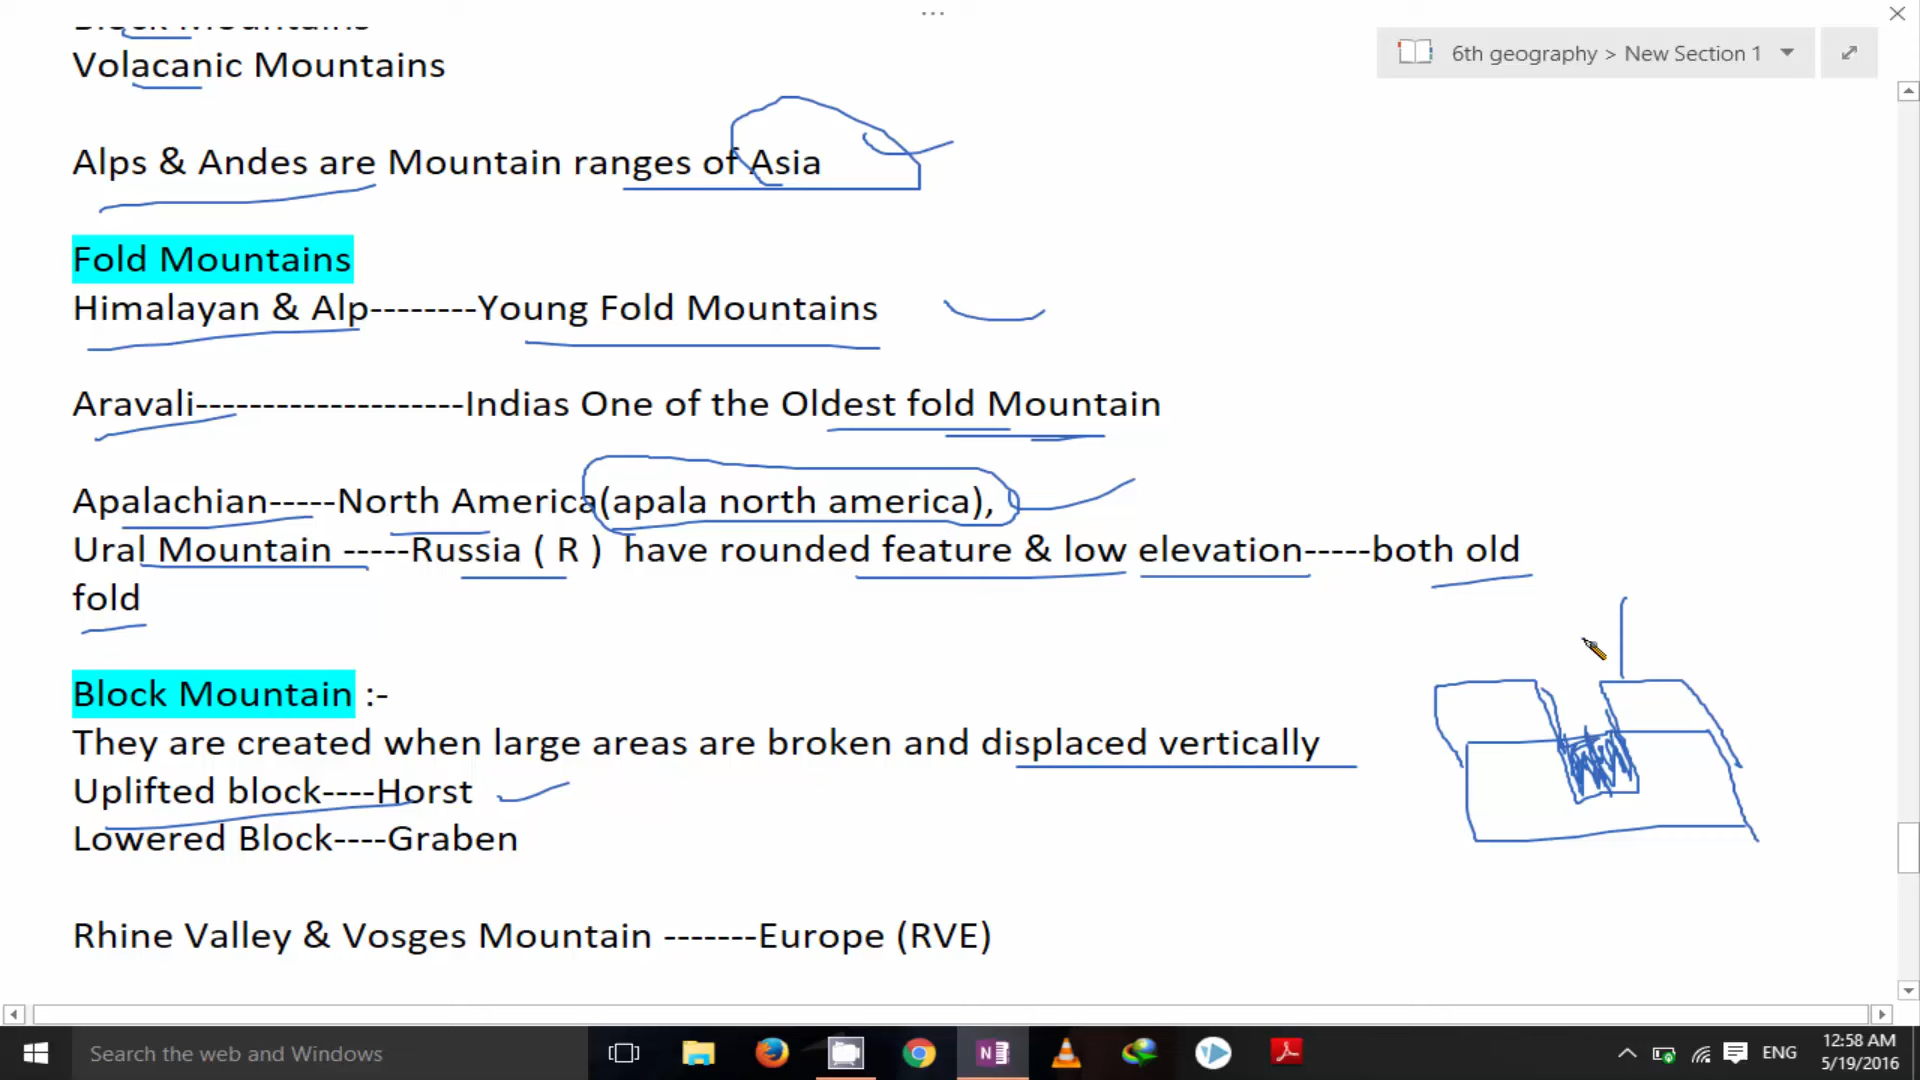 6th geography > New Section 1
Block Mountains
Volacanic Mountains
Alps & Andes are Mountain ranges of Asia
Fold Mountains
Himalayan & Alp--------Young Fold Mountains
Aravali--------------------Indias One of the Oldest fold Mountain
Apalachian-----North America(apala north america),
Ural Mountain -----Russia ( R ) have rounded feature & low elevation-----both old
fold
Block Mountain :-
They are created when large areas are broken and displaced vertically
Uplifted block----Horst
Lowered Block----Graben
Rhine Valley & Vosges Mountain -------Europe (RVE)
Search the web and Windows
ENG
12:58 AM
5/19/2016